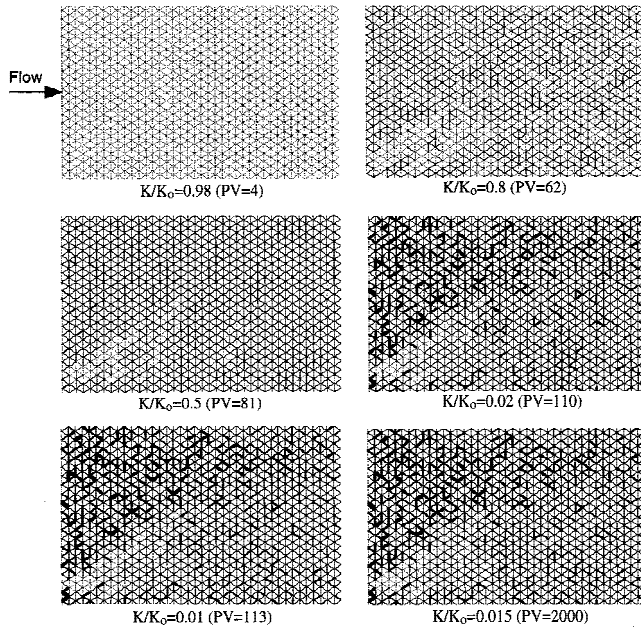 Flow
K/Ko=0.98 (PV=4)
K/Ko=0.8 (PV=62)
K/Ko=0.5 (PV=81)
K/Ko=0.02 (PV=110)
K/Ko=0.01 (PV=113)
K/Ko=0.015 (PV=2000)